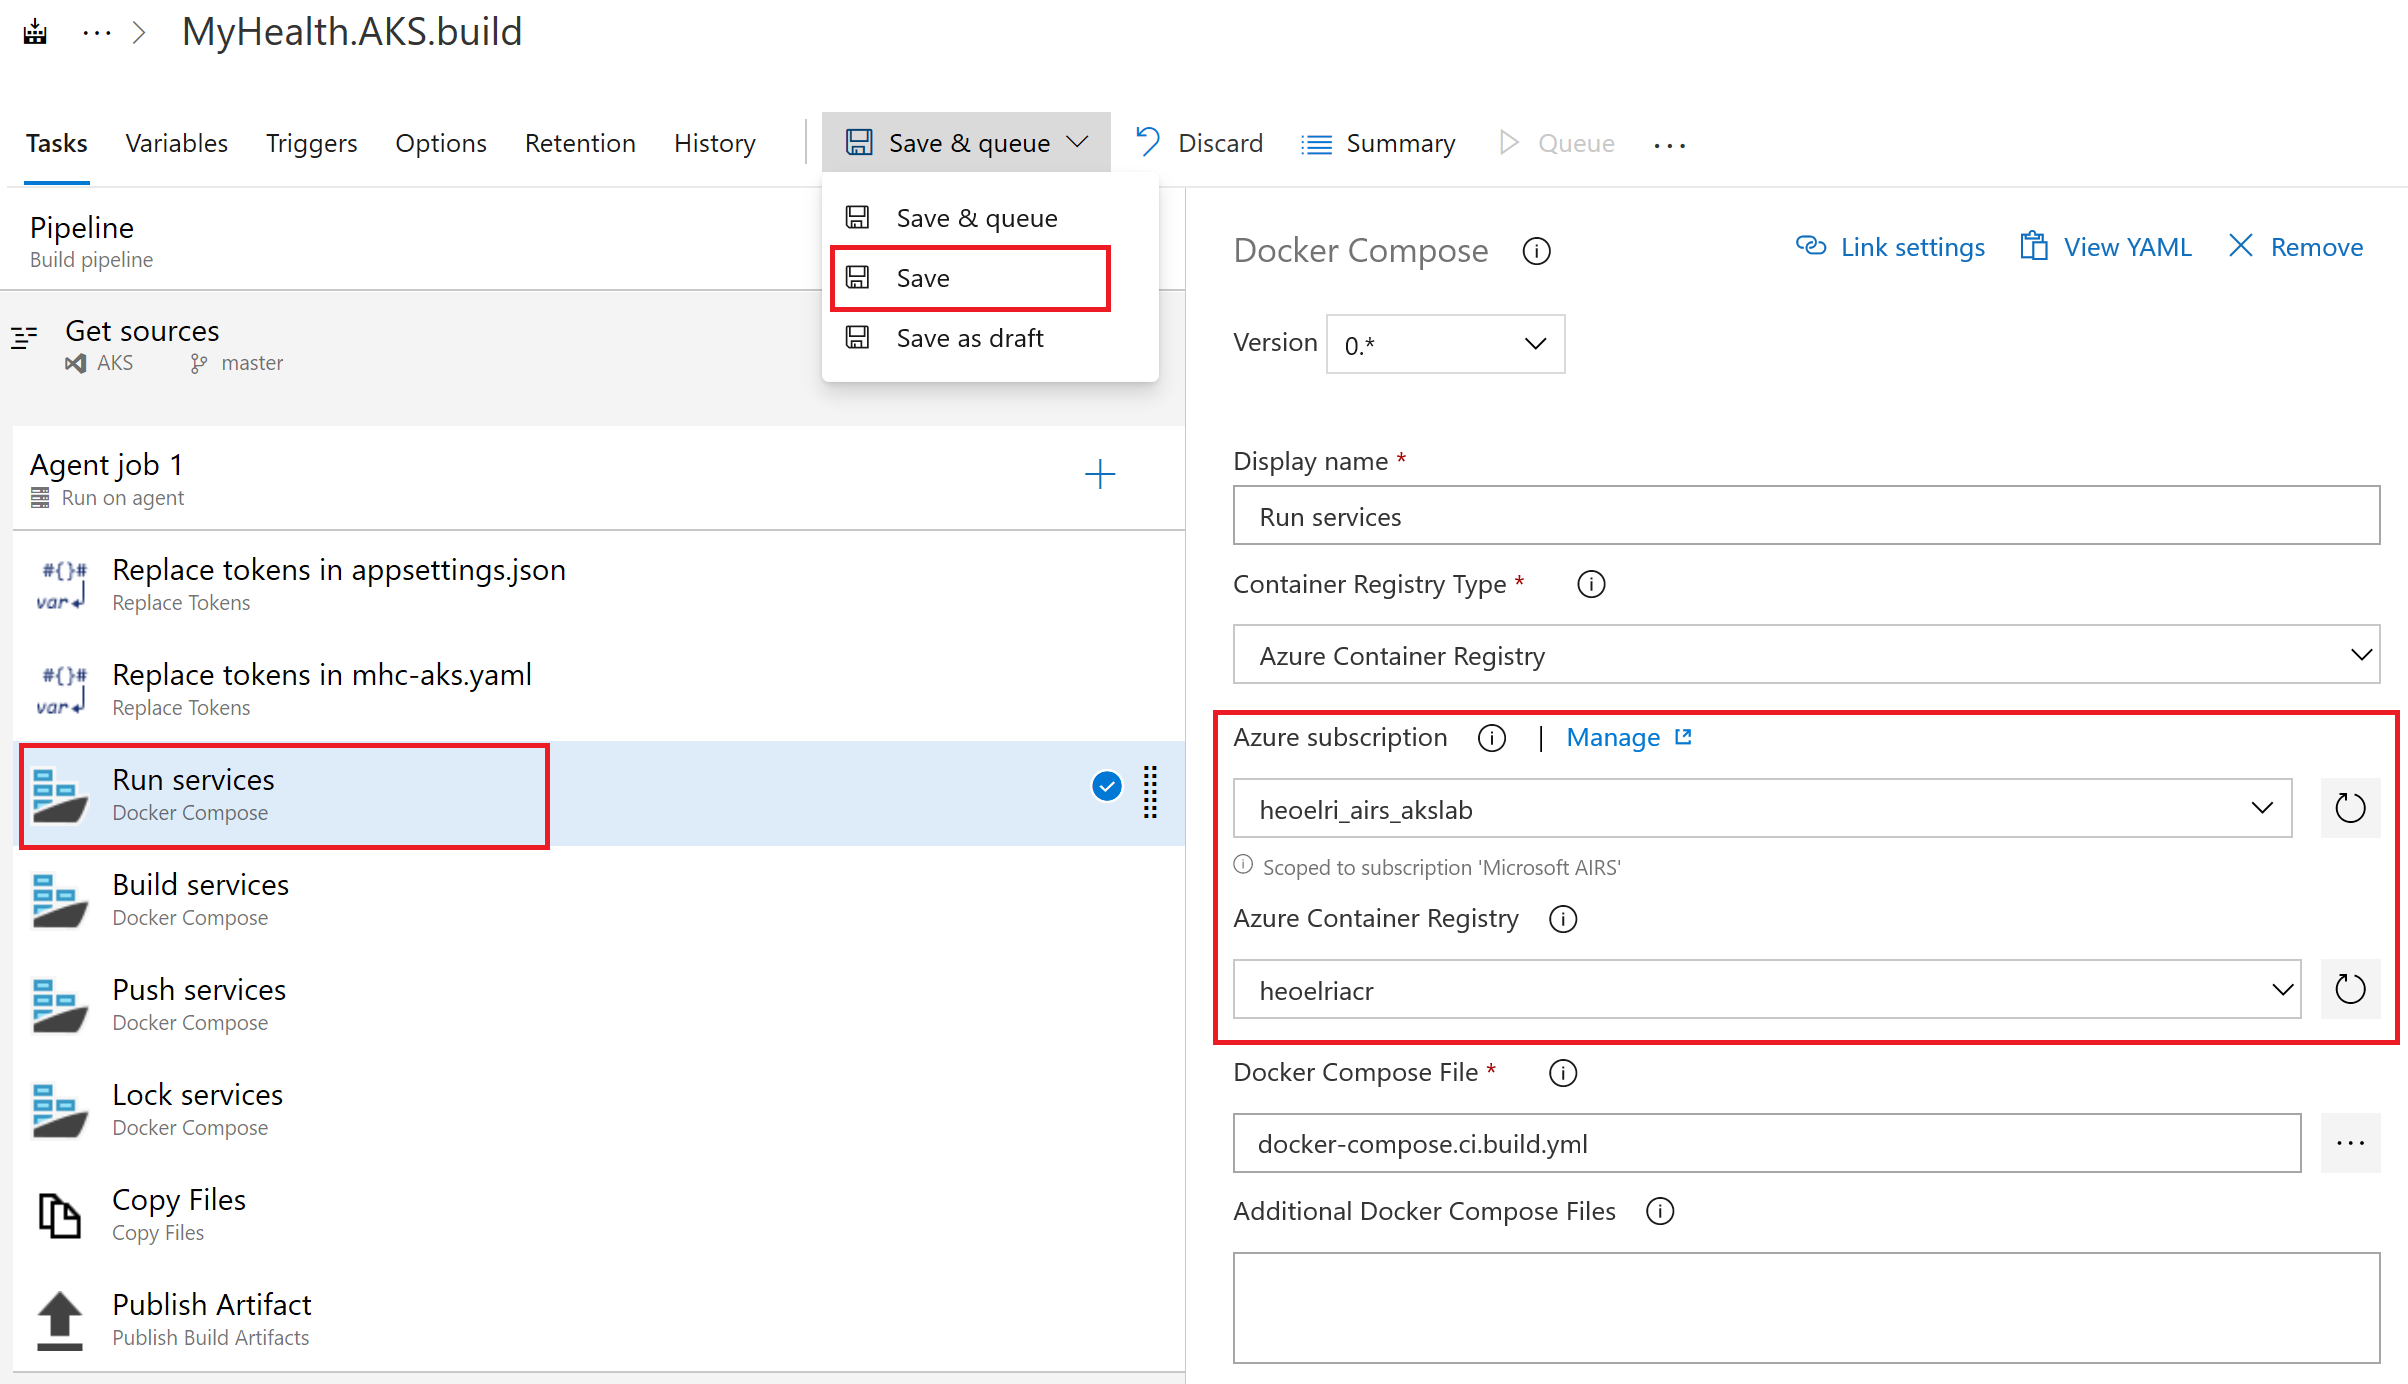 ··· > MyHealth.AKS.build
Tasks Variables Triggers Options Retention History Save & queue Discard Summary Queue ···
Save & queue
Save
Save as draft
Pipeline
Build pipeline
Get sources
AKS master
Agent job 1
Run on agent
#{}#
var
Replace tokens in appsettings.json
Replace Tokens
#{}#
var
Replace tokens in mhc-aks.yaml
Replace Tokens
Run services
Docker Compose
Build services
Docker Compose
Push services
Docker Compose
Lock services
Docker Compose
Copy Files
Copy Files
Publish Artifact
Publish Build Artifacts
Docker Compose Link settings View YAML Remove
Version 0.*
Display name *
Run services
Container Registry Type *
Azure Container Registry
Azure subscription | Manage
heoelri_airs_akslab
Scoped to subscription 'Microsoft AIRS'
Azure Container Registry
heoelriacr
Docker Compose File *
docker-compose.ci.build.yml ···
Additional Docker Compose Files